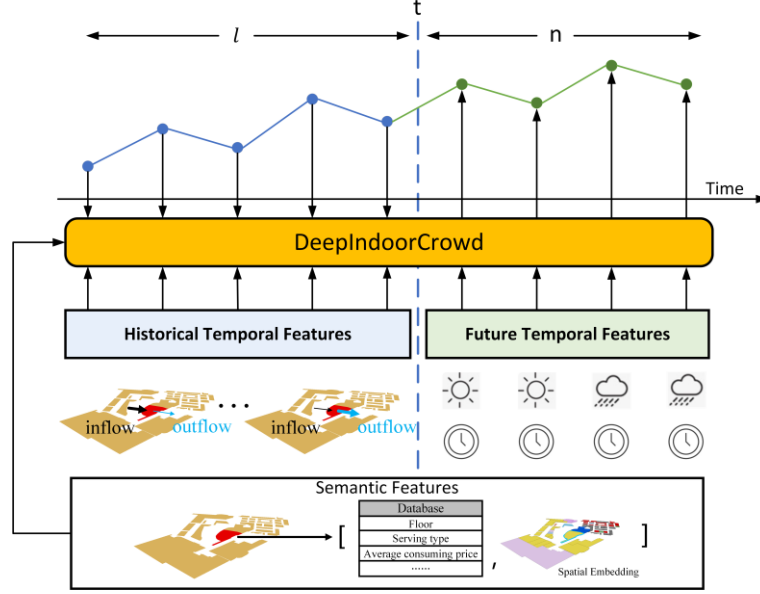 t
l
n
Time
DeepIndoorCrowd
Historical Temporal Features
Future Temporal Features
...
inflow
outflow
inflow
outflow
Semantic Features
Database
Floor
Serving type
Average consuming price
......
[
,
]
Spatial Embedding